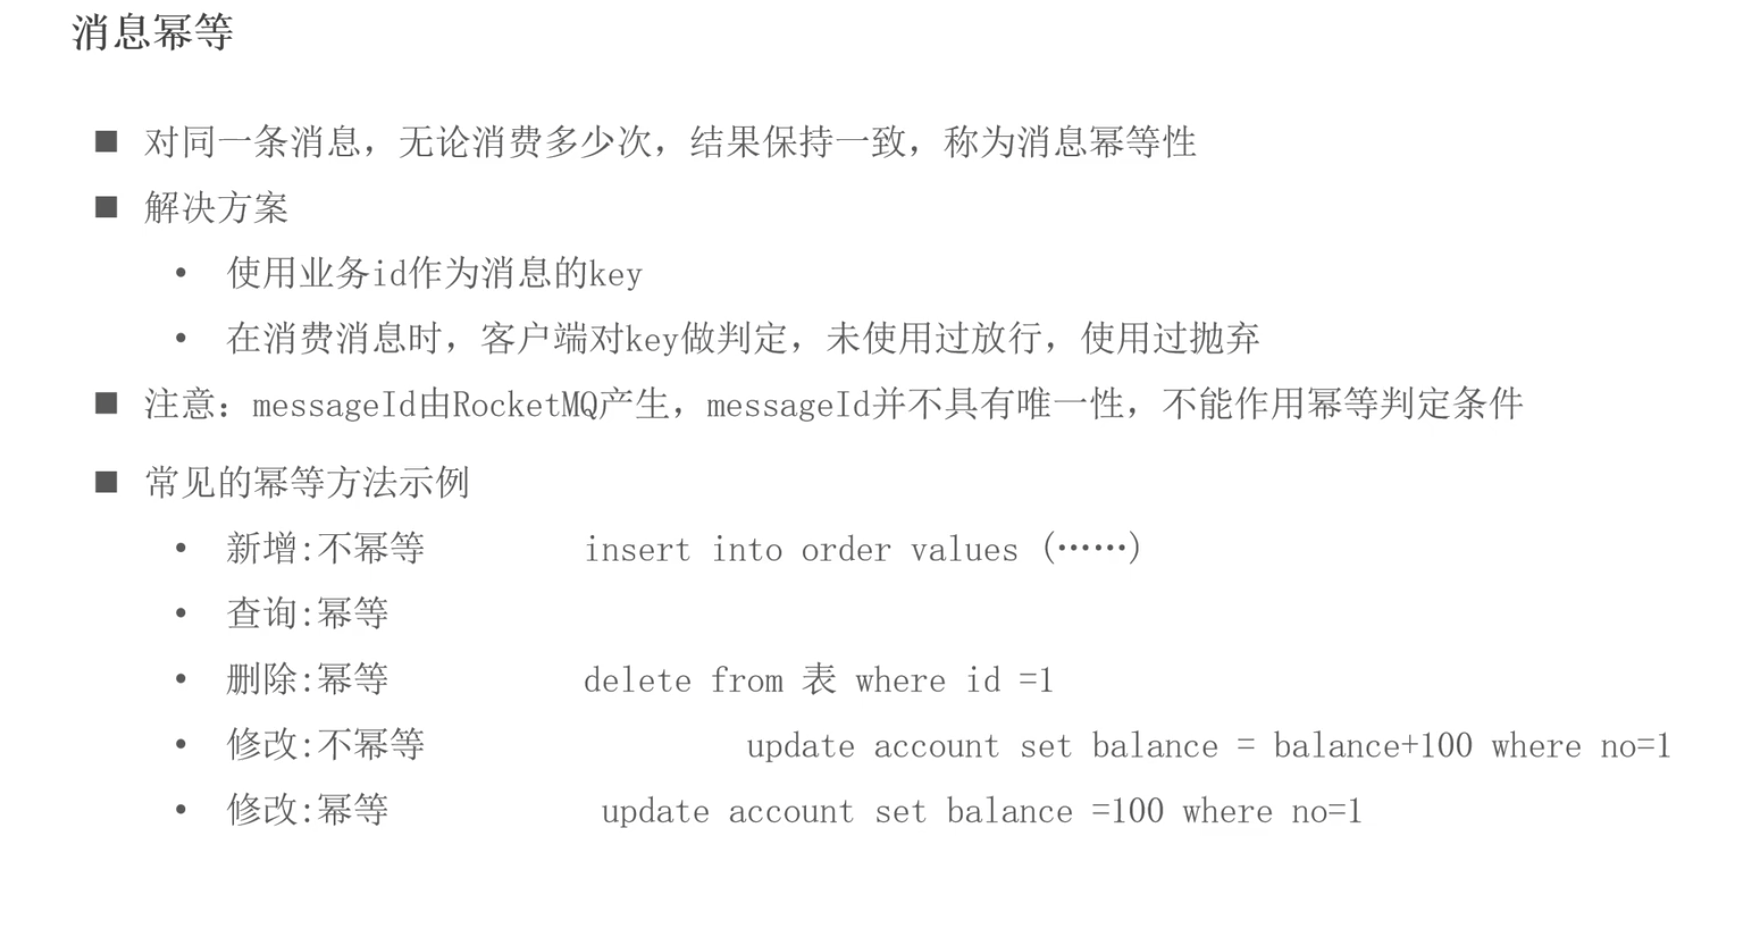 消息幂等
■ 对同一条消息，无论消费多少次，结果保持一致，称为消息幂等性
■ 解决方案
• 使用业务id作为消息的key
• 在消费消息时，客户端对key做判定，未使用过放行，使用过抛弃
■ 注意：messageId由RocketMQ产生，messageId并不具有唯一性，不能作用幂等判定条件
■ 常见的幂等方法示例
• 新增:不幂等 insert into order values (……)
• 查询:幂等
• 删除:幂等 delete from 表 where id =1
• 修改:不幂等 update account set balance = balance+100 where no=1
• 修改:幂等 update account set balance =100 where no=1